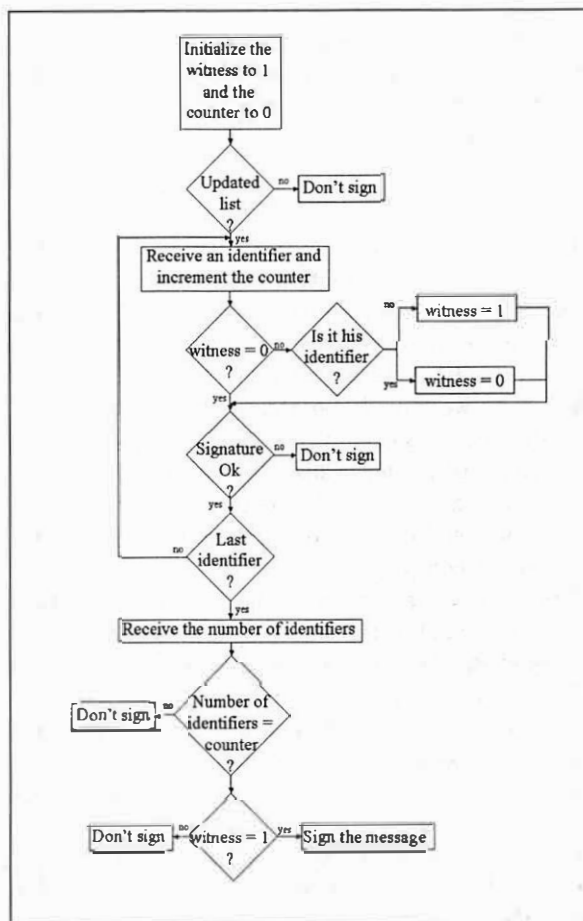 Initialize the
witness to 1
and the
counter to 0
Updated
list
?
no
Don't sign
yes
Receive an identifier and
increment the counter
witness = 0
?
no
Is it his
identifier
?
no
witness = 1
yes
witness = 0
yes
Signature
Ok
?
no
Don't sign
yes
Last
identifier
?
no
yes
Receive the number of identifiers
Number of
identifiers =
counter
?
no
Don't sign
yes
witness = 1
?
no
Don't sign
yes
Sign the message